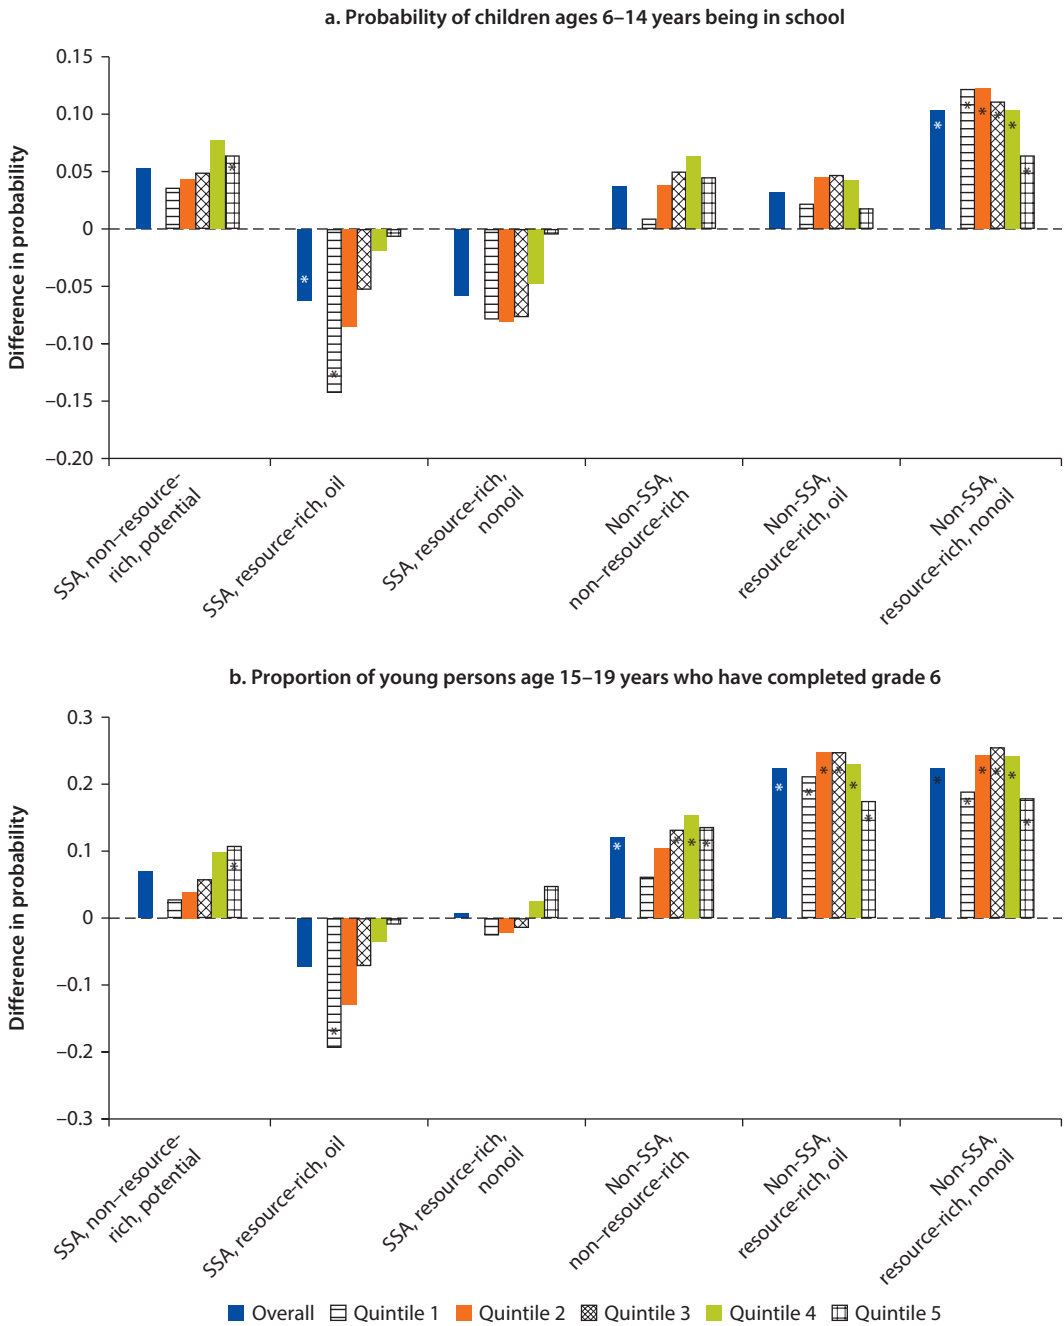 a. Probability of children ages 6–14 years being in school
Difference in probability
0.15
0.10
0.05
0
–0.05
–0.10
–0.15
–0.20
SSA, non–resource-
rich, potential
SSA, resource-rich, oil
SSA, resource-rich,
nonoil
Non-SSA,
non–resource-rich
Non-SSA,
resource-rich, oil
Non-SSA,
resource-rich, nonoil
b. Proportion of young persons age 15–19 years who have completed grade 6
Difference in probability
0.3
0.2
0.1
0
–0.1
–0.2
–0.3
SSA, non–resource-
rich, potential
SSA, resource-rich, oil
SSA, resource-rich,
nonoil
Non-SSA,
non–resource-rich
Non-SSA,
resource-rich, oil
Non-SSA,
resource-rich, nonoil
Overall Quintile 1 Quintile 2 Quintile 3 Quintile 4 Quintile 5